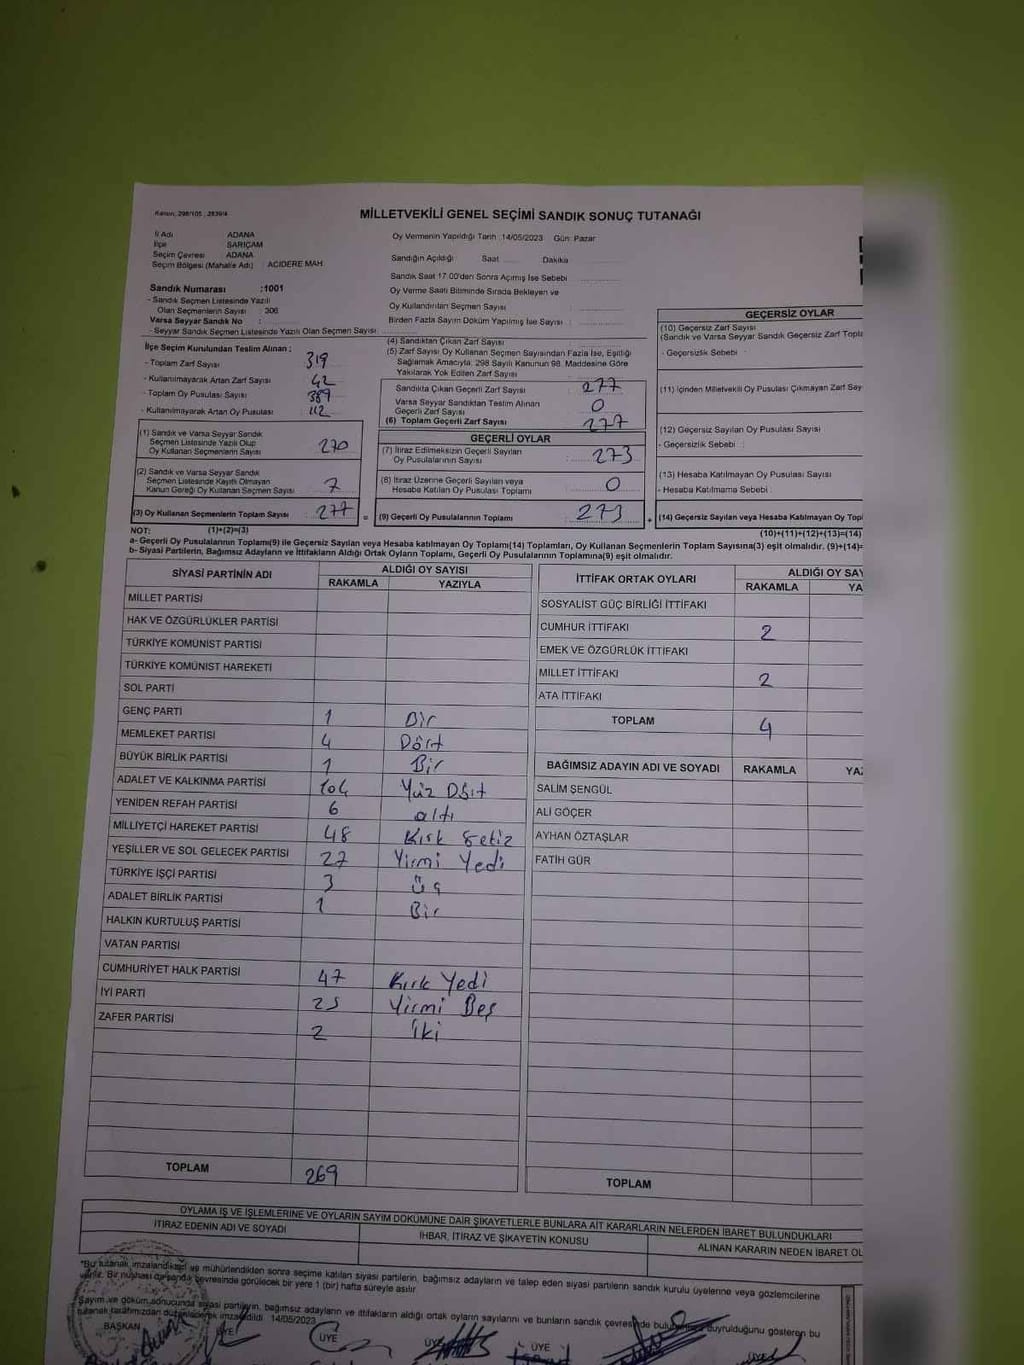 Kanun: 298/105 ; 2839/4
MİLLETVEKİLİ GENEL SEÇİMİ SANDIK SONUÇ TUTANAĞI
İl Adı ADANA
İlçe SARIÇAM
Seçim Çevresi ADANA
Seçim Bölgesi (Mahalle Adı) : ACIDERE MAH.
Oy Vermenin Yapıldığı Tarih :14/05/2023 Gün: Pazar
Sandığın Açıldığı Saat Dakika
Sandık Saat 17.00'den Sonra Açımış İse Sebebi
Sandık Numarası :1001
- Sandık Seçmen Listesinde Yazılı
Olan Seçmenlerin Sayısı : 306
Varsa Seyyar Sandık No :
- Seyyar Sandık Seçmen Listesinde Yazılı Olan Seçmen Sayısı
Oy Verme Saati Bitiminde Sırada Bekleyen ve
Oy Kullandırılan Seçmen Sayısı
Birden Fazla Sayım Döküm Yapılmış İse Sayısı :
İlçe Seçim Kurulundan Teslim Alınan ;
- Toplam Zarf Sayısı 319
- Kullanılmayarak Artan Zarf Sayısı 42
- Toplam Oy Pusulası Sayısı 389
- Kullanılmayarak Artan Oy Pusulası 112
(1) Sandık ve Varsa Seyyar Sandık
Seçmen Listesinde Yazılı Olup
Oy Kullanan Seçmenlerin Sayısı 270
(2) Sandık ve Varsa Seyyar Sandık
Seçmen Listesinde Kayıtlı Olmayan
Kanun Gereği Oy Kullanan Seçmen Sayısı 7
(3) Oy Kullanan Seçmenlerin Toplam Sayısı 277 =
(1)+(2)=(3)
(4) Sandıktan Çıkan Zarf Sayısı
(5) Zarf Sayısı Oy Kullanan Seçmen Sayısından Fazla İse, Eşitliği
Sağlamak Amacıyla, 298 Sayılı Kanunun 98. Maddesine Göre
Yakılarak Yok Edilen Zarf Sayısı
Sandıkta Çıkan Geçerli Zarf Sayısı 277
Varsa Seyyar Sandıktan Teslim Alınan
Geçerli Zarf Sayısı 0
(6) Toplam Geçerli Zarf Sayısı 277
GEÇERLİ OYLAR
(7) İtiraz Edilmeksizin Geçerli Sayılan
Oy Pusulalarının Sayısı 273
(8) İtiraz Üzerine Geçerli Sayılan veya
Hesaba Katılan Oy Pusulası Toplamı 0
(9) Geçerli Oy Pusulalarının Toplamı 273 +
GEÇERSİZ OYLAR
(10) Geçersiz Zarf Sayısı
(Sandık ve Varsa Seyyar Sandık Geçersiz Zarf Topla
- Geçersizlik Sebebi :
(11) İçinden Milletvekili Oy Pusulası Çıkmayan Zarf Say
(12) Geçersiz Sayılan Oy Pusulası Sayısı
- Geçersizlik Sebebi :
(13) Hesaba Katılmayan Oy Pusulası Sayısı
- Hesaba Katılmama Sebebi :
(14) Geçersiz Sayılan veya Hesaba Katılmayan Oy Topl
(10)+(11)+(12)+(13)=(14)
NOT:
a- Geçerli Oy Pusulalarının Toplamı(9) ile Geçersiz Sayılan veya Hesaba Katılmayan Oy Toplamı(14) Toplamları, Oy Kullanan Seçmenlerin Toplam Sayısına(3) eşit olmalıdır. (9)+(14)=
b- Siyasi Partilerin, Bağımsız Adayların ve İttifakların Aldığı Ortak Oyların Toplamı, Geçerli Oy Pusulalarının Toplamına(9) eşit olmalıdır.
SİYASİ PARTİNİN ADI ALDIĞI OY SAYISI
RAKAMLA YAZIYLA
MİLLET PARTİSİ
HAK VE ÖZGÜRLÜKLER PARTİSİ
TÜRKİYE KOMÜNİST PARTİSİ
TÜRKİYE KOMÜNİST HAREKETİ
SOL PARTİ
GENÇ PARTİ 1 Bir
MEMLEKET PARTİSİ 4 Dört
BÜYÜK BİRLİK PARTİSİ 1 Bir
ADALET VE KALKINMA PARTİSİ 104 Yüz Dört
YENİDEN REFAH PARTİSİ 6 altı
MİLLİYETÇİ HAREKET PARTİSİ 48 Kırk Sekiz
YEŞİLLER VE SOL GELECEK PARTİSİ 27 Yirmi Yedi
TÜRKİYE İŞÇİ PARTİSİ 3 Üç
ADALET BİRLİK PARTİSİ 1 Bir
HALKIN KURTULUŞ PARTİSİ
VATAN PARTİSİ
CUMHURİYET HALK PARTİSİ 47 Kırk Yedi
İYİ PARTİ 25 Yirmi Beş
ZAFER PARTİSİ 2 İki
TOPLAM 269
İTTİFAK ORTAK OYLARI ALDIĞI OY SAY
RAKAMLA YA
SOSYALİST GÜÇ BİRLİĞİ İTTİFAKI
CUMHUR İTTİFAKI 2
EMEK VE ÖZGÜRLÜK İTTİFAKI
MİLLET İTTİFAKI 2
ATA İTTİFAKI
TOPLAM 4
BAĞIMSIZ ADAYIN ADI VE SOYADI RAKAMLA YAZ
SALİM ŞENGÜL
ALİ GÖÇER
AYHAN ÖZTAŞLAR
FATİH GÜR
TOPLAM
OYLAMA İŞ VE İŞLEMLERİNE VE OYLARIN SAYIM DÖKÜMÜNE DAİR ŞİKAYETLERLE BUNLARA AİT KARARLARIN NELERDEN İBARET BULUNDUKLARI
İTİRAZ EDENİN ADI VE SOYADI İHBAR, İTİRAZ VE ŞİKAYETİN KONUSU ALINAN KARARIN NEDEN İBARET OL
"Bu tutanak imzalandıktan ve mühürlendikten sonra seçime katılan siyasi partilerin, bağımsız adayların ve talep eden siyasi partilerin sandık kurulu üyelerine veya gözlemcilerine
verilir. Bir nüshası da sandık çevresinde görülecek bir yere 1 (bir) hafta süreyle asılır.
Sayım ve döküm sonucunda siyasi partilerin, bağımsız adayların ve ittifakların aldığı ortak oyların sayılarını ve bunların sandık çevresinde duyrulduğunu gösteren bu
tutanak tarafımızdan düzenlenerek imzalandı. 14/05/2023
BAŞKAN ÜYE ÜYE ÜYE ÜYE ÜYE